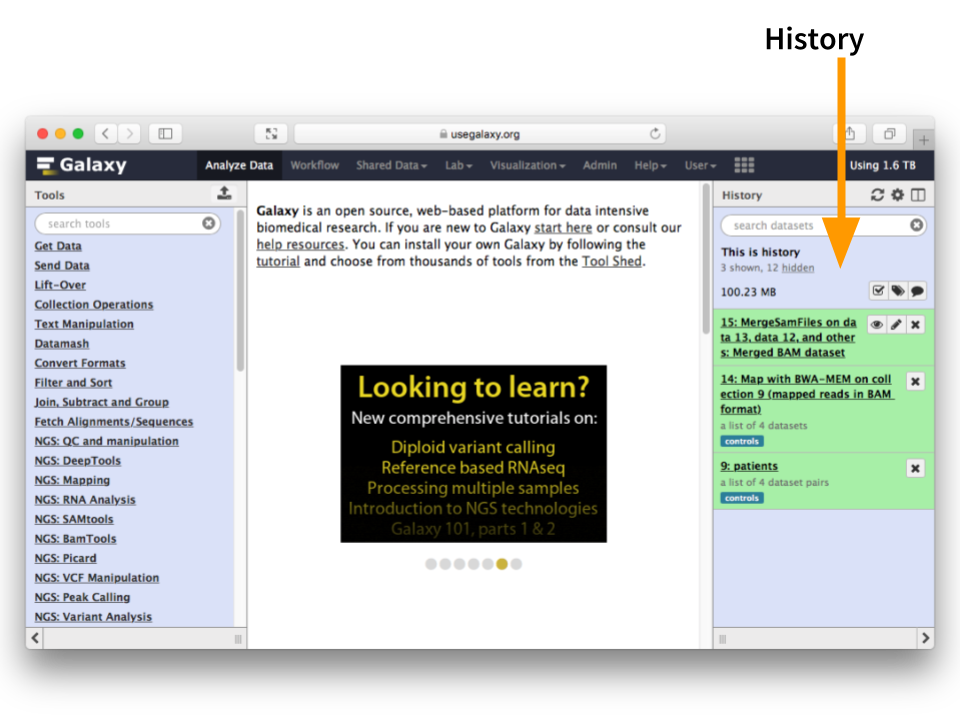 History
usegalaxy.org
Galaxy
Analyze Data
Workflow
Shared Data
Lab
Visualization
Admin
Help
User
Using 1.6 TB
Tools
search tools
Get Data
Send Data
Lift-Over
Collection Operations
Text Manipulation
Datamash
Convert Formats
Filter and Sort
Join, Subtract and Group
Fetch Alignments/Sequences
NGS: QC and manipulation
NGS: DeepTools
NGS: Mapping
NGS: RNA Analysis
NGS: SAMtools
NGS: BamTools
NGS: Picard
NGS: VCF Manipulation
NGS: Peak Calling
NGS: Variant Analysis
Galaxy is an open source, web-based platform for data intensive
biomedical research. If you are new to Galaxy start here or consult our
help resources. You can install your own Galaxy by following the
tutorial and choose from thousands of tools from the Tool Shed.
Looking to learn?
New comprehensive tutorials on:
Diploid variant calling
Reference based RNAseq
Processing multiple samples
Introduction to NGS technologies
Galaxy 101, parts 1 & 2
History
search datasets
This is history
3 shown, 12 hidden
100.23 MB
15: MergeSamFiles on da
ta 13, data 12, and other
s: Merged BAM dataset
14: Map with BWA-MEM on coll
ection 9 (mapped reads in BAM
format)
a list of 4 datasets
controls
9: patients
a list of 4 dataset pairs
controls